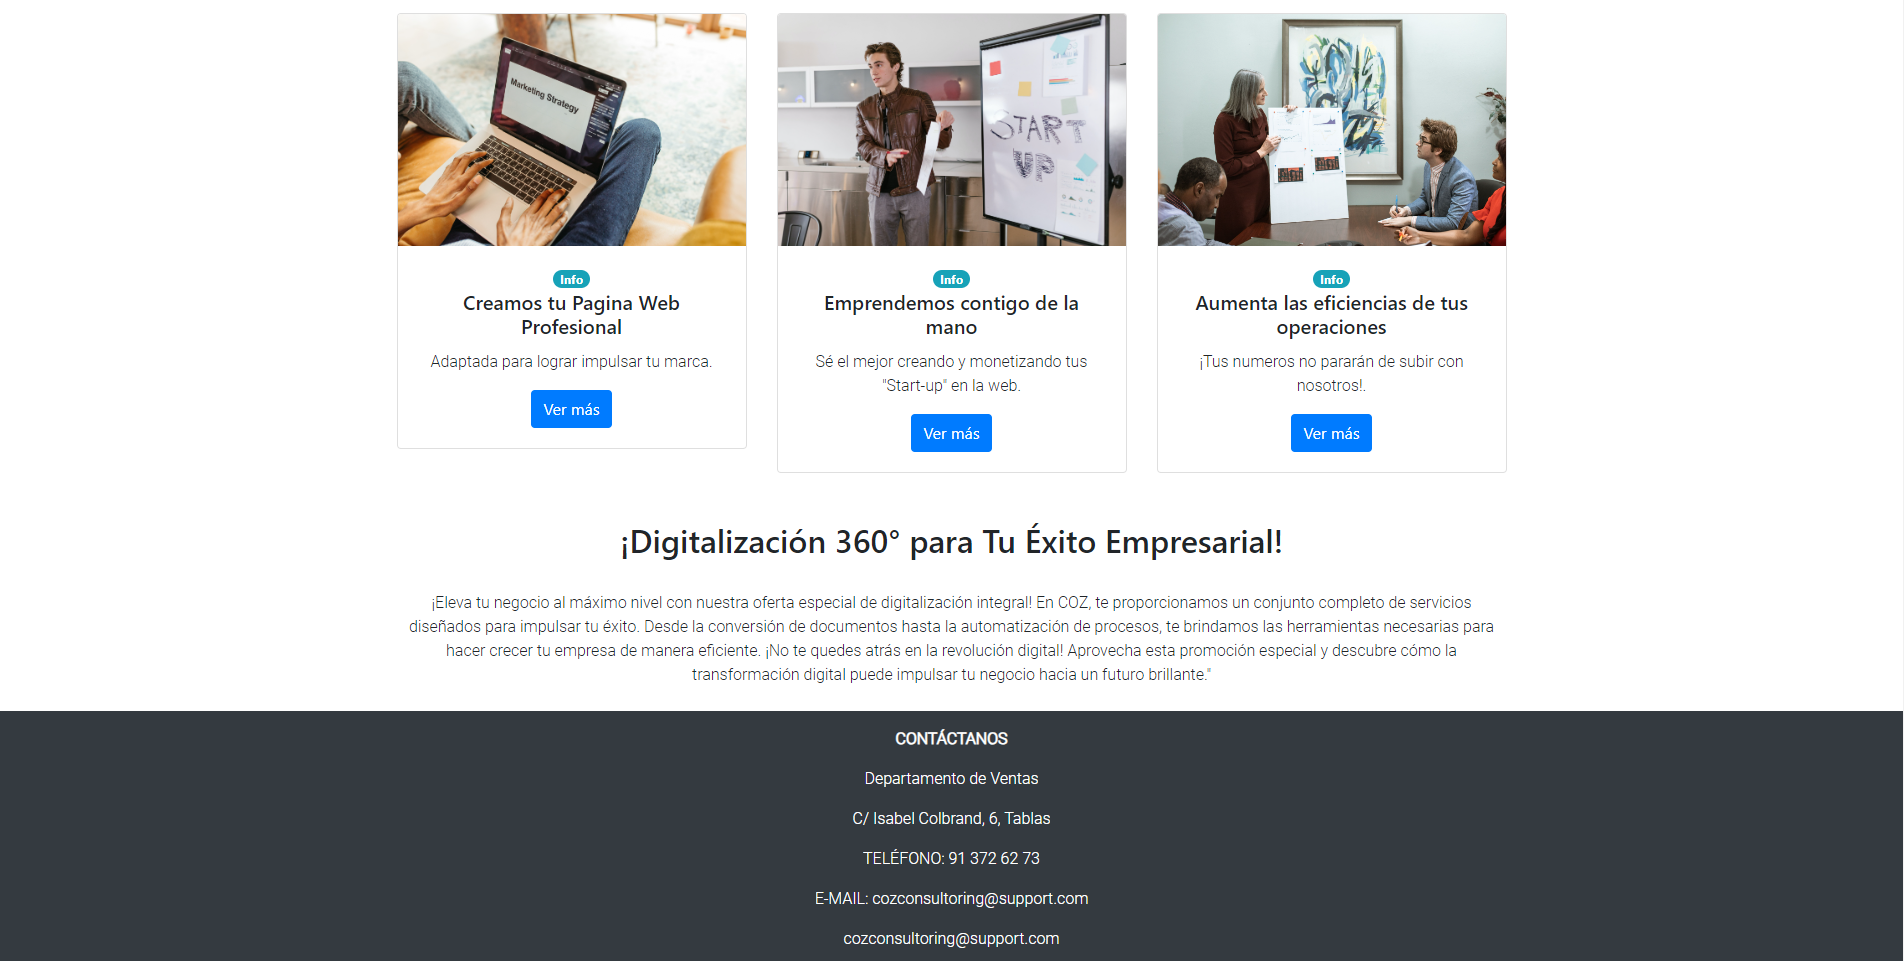 Marketing Strategy
START
UP
Info
Creamos tu Pagina Web
Profesional
Adaptada para lograr impulsar tu marca.
Ver más
Info
Emprendemos contigo de la
mano
Sé el mejor creando y monetizando tus
"Start-up" en la web.
Ver más
Info
Aumenta las eficiencias de tus
operaciones
¡Tus numeros no pararán de subir con
nosotros!.
Ver más
¡Digitalización 360° para Tu Éxito Empresarial!
¡Eleva tu negocio al máximo nivel con nuestra oferta especial de digitalización integral! En COZ, te proporcionamos un conjunto completo de servicios
diseñados para impulsar tu éxito. Desde la conversión de documentos hasta la automatización de procesos, te brindamos las herramientas necesarias para
hacer crecer tu empresa de manera eficiente. ¡No te quedes atrás en la revolución digital! Aprovecha esta promoción especial y descubre cómo la
transformación digital puede impulsar tu negocio hacia un futuro brillante."
CONTÁCTANOS
Departamento de Ventas
C/ Isabel Colbrand, 6, Tablas
TELÉFONO: 91 372 62 73
E-MAIL: cozconsultoring@support.com
cozconsultoring@support.com